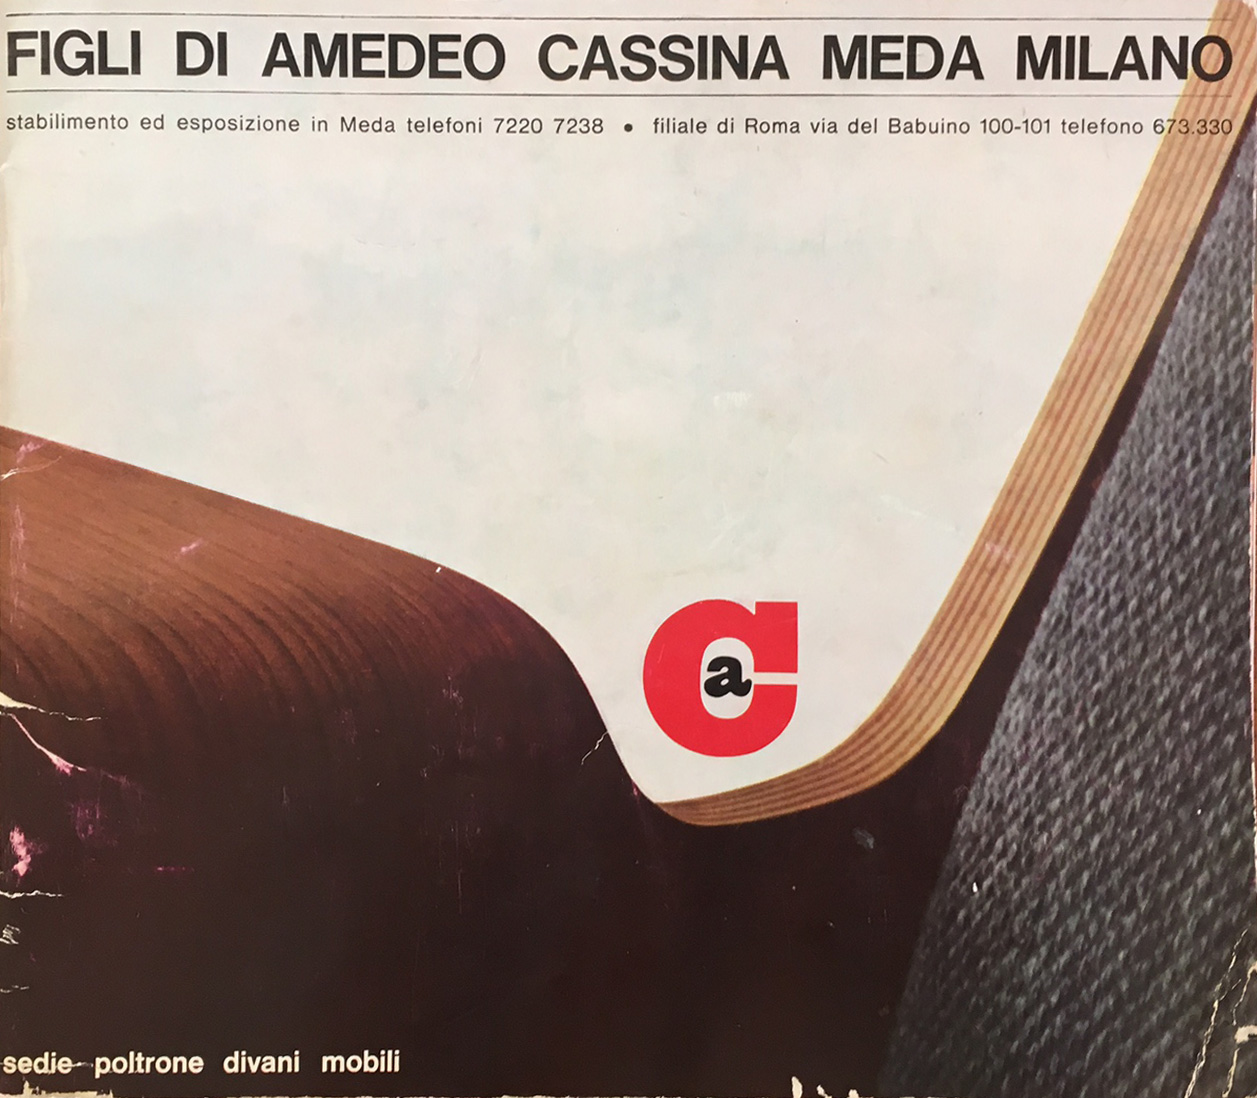 FIGLI DI AMEDEO CASSINA MEDA MILANO
stabilimento ed esposizione in Meda telefoni 7220 7238 • filiale di Roma via del Babuino 100-101 telefono 673.330
Ca
sedie poltrone divani mobili